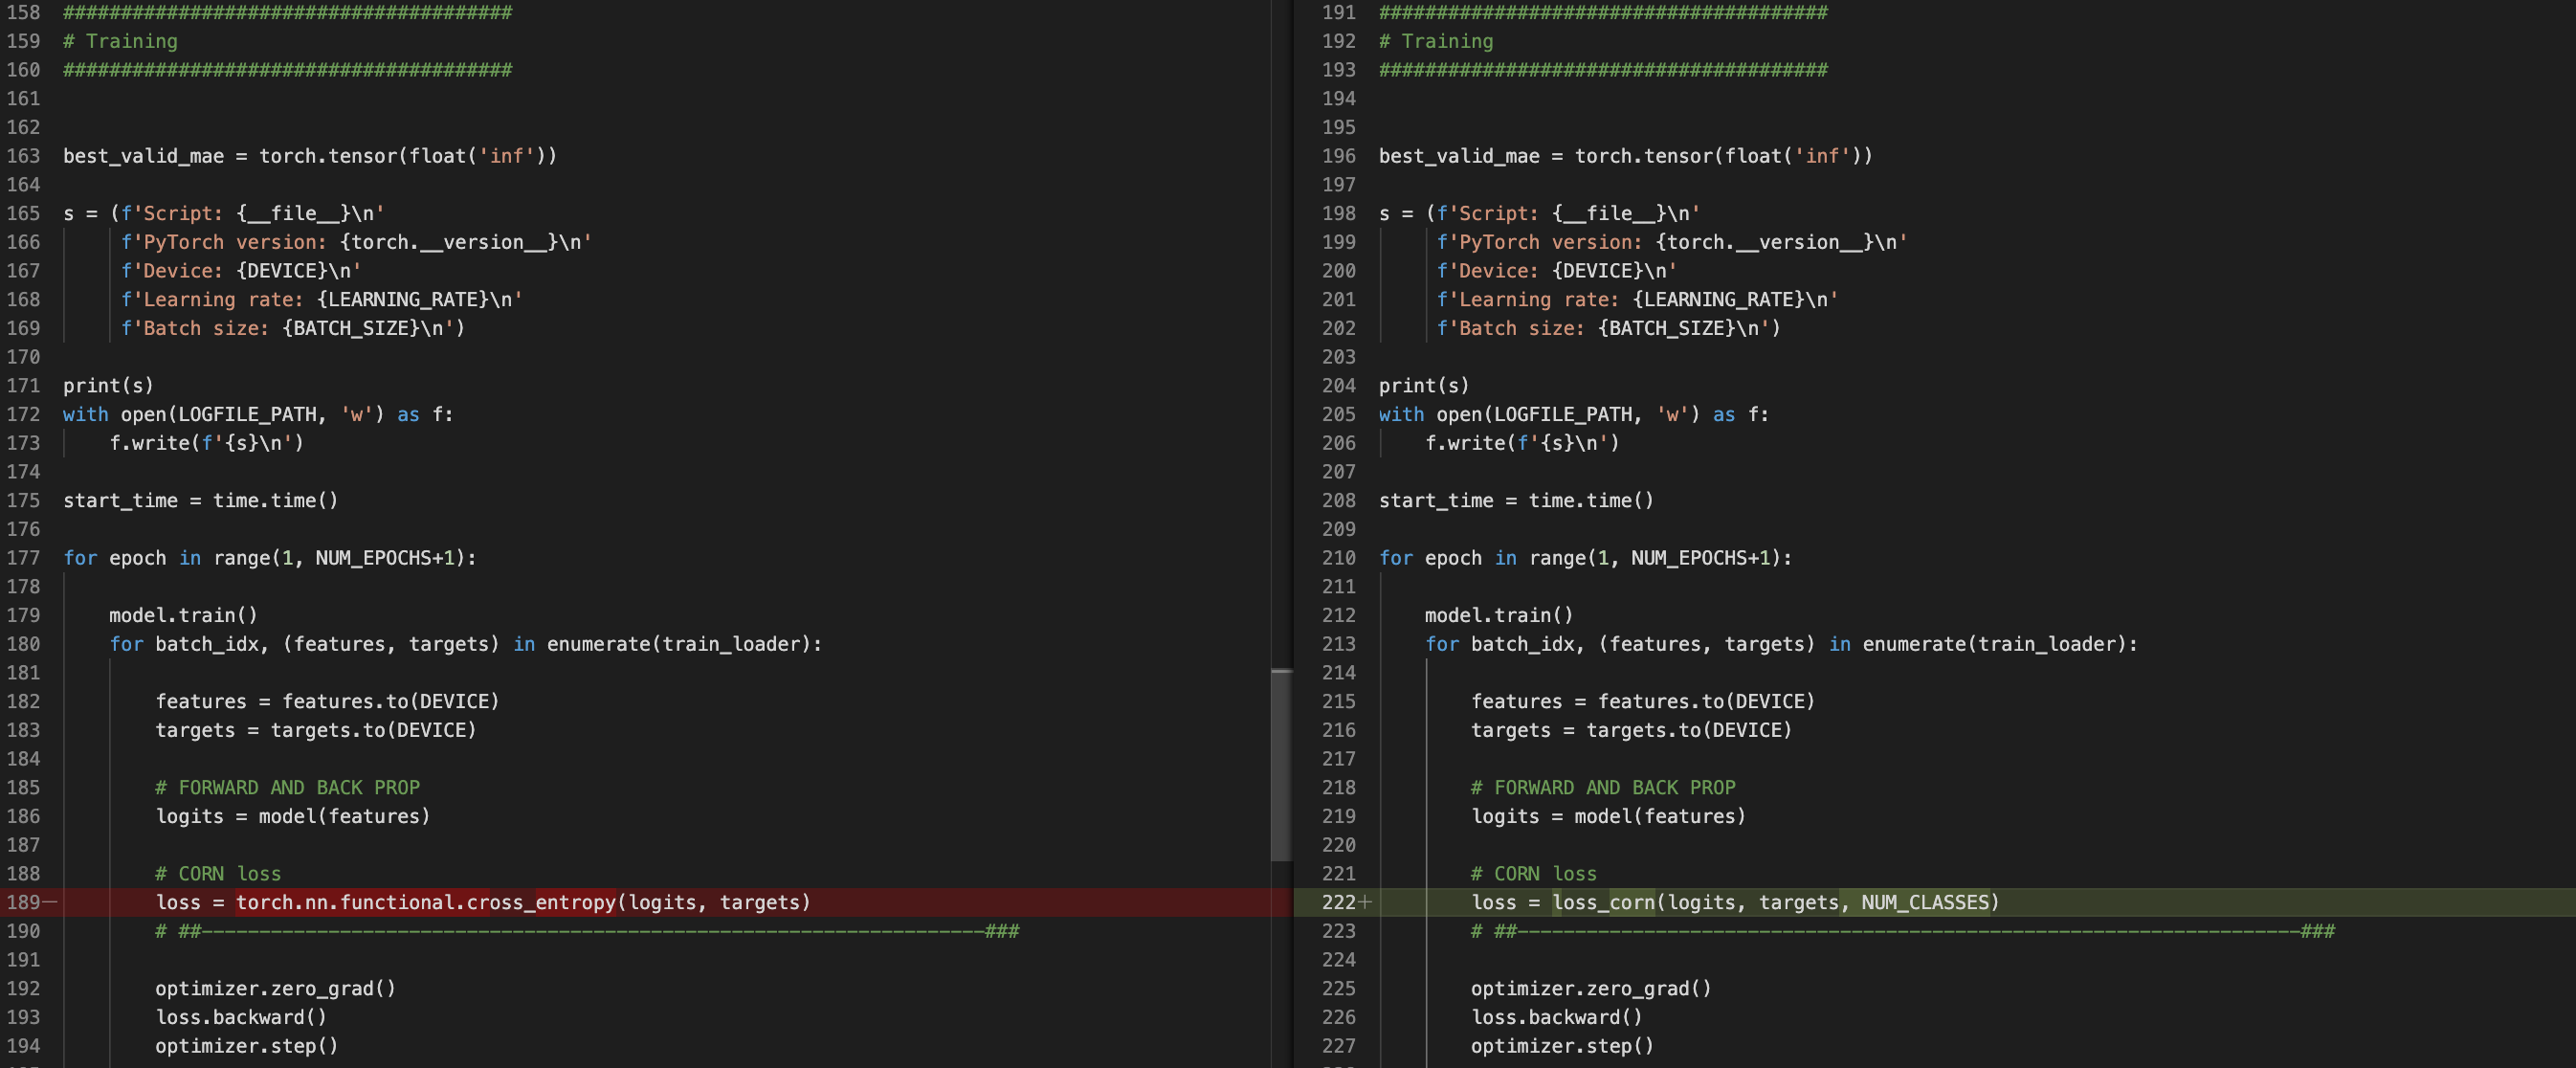 158 #######################################
159 # Training
160 #######################################
161
162
163 best_valid_mae = torch.tensor(float('inf'))
164
165 s = (f'Script: {__file__}\n'
166      f'PyTorch version: {torch.__version__}\n'
167      f'Device: {DEVICE}\n'
168      f'Learning rate: {LEARNING_RATE}\n'
169      f'Batch size: {BATCH_SIZE}\n')
170
171 print(s)
172 with open(LOGFILE_PATH, 'w') as f:
173     f.write(f'{s}\n')
174
175 start_time = time.time()
176
177 for epoch in range(1, NUM_EPOCHS+1):
178
179     model.train()
180     for batch_idx, (features, targets) in enumerate(train_loader):
181
182         features = features.to(DEVICE)
183         targets = targets.to(DEVICE)
184
185         # FORWARD AND BACK PROP
186         logits = model(features)
187
188         # CORN loss
189—        loss = torch.nn.functional.cross_entropy(logits, targets)
190         # ##--------------------------------------------------------------------###
191
192         optimizer.zero_grad()
193         loss.backward()
194         optimizer.step()
191 #######################################
192 # Training
193 #######################################
194
195
196 best_valid_mae = torch.tensor(float('inf'))
197
198 s = (f'Script: {__file__}\n'
199      f'PyTorch version: {torch.__version__}\n'
200      f'Device: {DEVICE}\n'
201      f'Learning rate: {LEARNING_RATE}\n'
202      f'Batch size: {BATCH_SIZE}\n')
203
204 print(s)
205 with open(LOGFILE_PATH, 'w') as f:
206     f.write(f'{s}\n')
207
208 start_time = time.time()
209
210 for epoch in range(1, NUM_EPOCHS+1):
211
212     model.train()
213     for batch_idx, (features, targets) in enumerate(train_loader):
214
215         features = features.to(DEVICE)
216         targets = targets.to(DEVICE)
217
218         # FORWARD AND BACK PROP
219         logits = model(features)
220
221         # CORN loss
222+        loss = loss_corn(logits, targets, NUM_CLASSES)
223         # ##--------------------------------------------------------------------###
224
225         optimizer.zero_grad()
226         loss.backward()
227         optimizer.step()